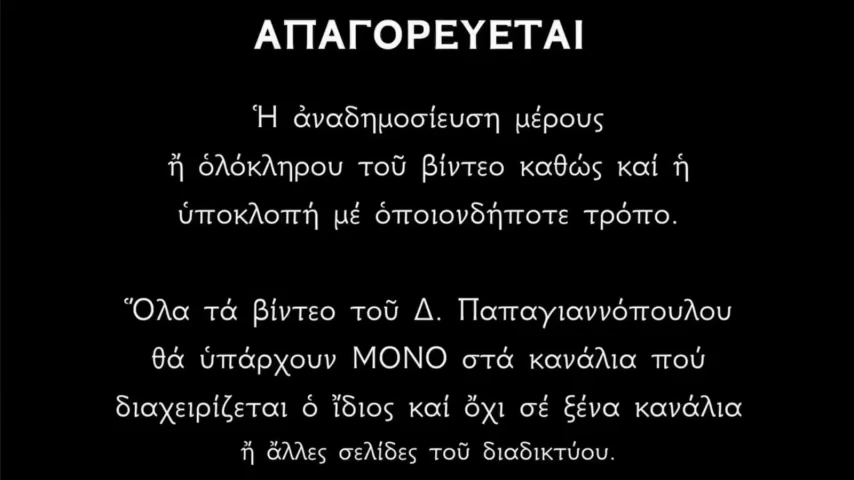 ΑΠΑΓΟΡΕΥΕΤΑΙ
Ἡ ἀναδημοσίευση μέρους
ἤ ὁλόκληρου τοῦ βίντεο καθώς καί ἡ
ὑποκλοπή μέ ὁποιονδήποτε τρόπο.
Ὅλα τά βίντεο τοῦ Δ. Παπαγιαννόπουλου
θά ὑπάρχουν ΜΟΝΟ στά κανάλια πού
διαχειρίζεται ὁ ἴδιος καί ὄχι σέ ξένα κανάλια
ἤ ἄλλες σελίδες τοῦ διαδικτύου.